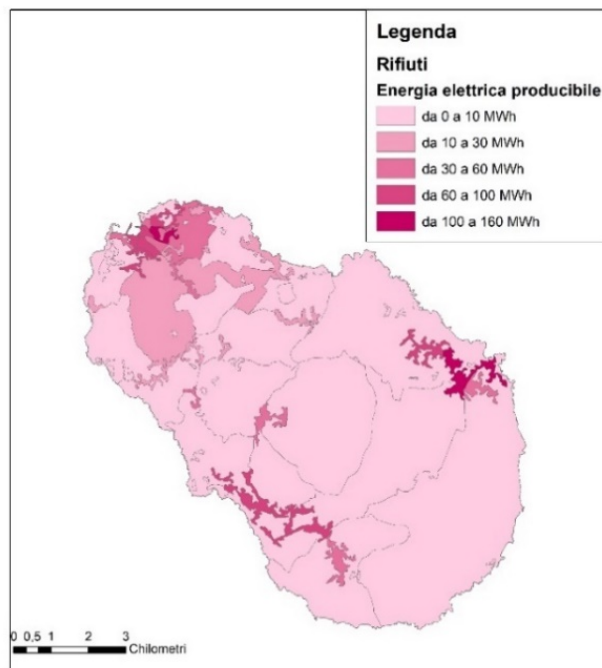 Legenda
Rifiuti
Energia elettrica producibile
da 0 a 10 MWh
da 10 a 30 MWh
da 30 a 60 MWh
da 60 a 100 MWh
da 100 a 160 MWh
0 0,5 1 2 3
Chilometri